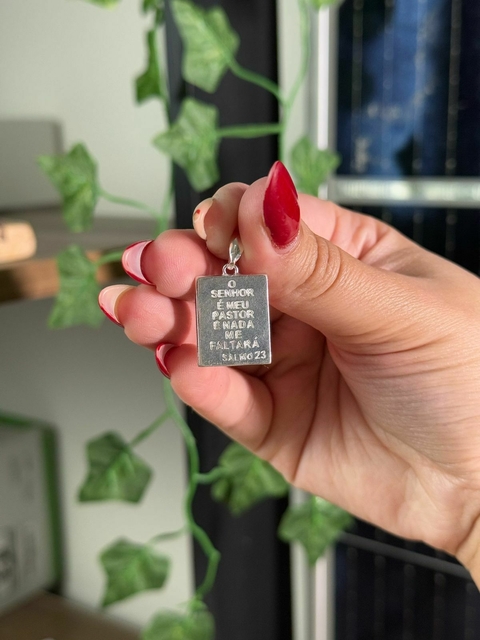 O
SENHOR
É MEU
PASTOR
E NADA
ME
FALTARÁ
SALMO 23